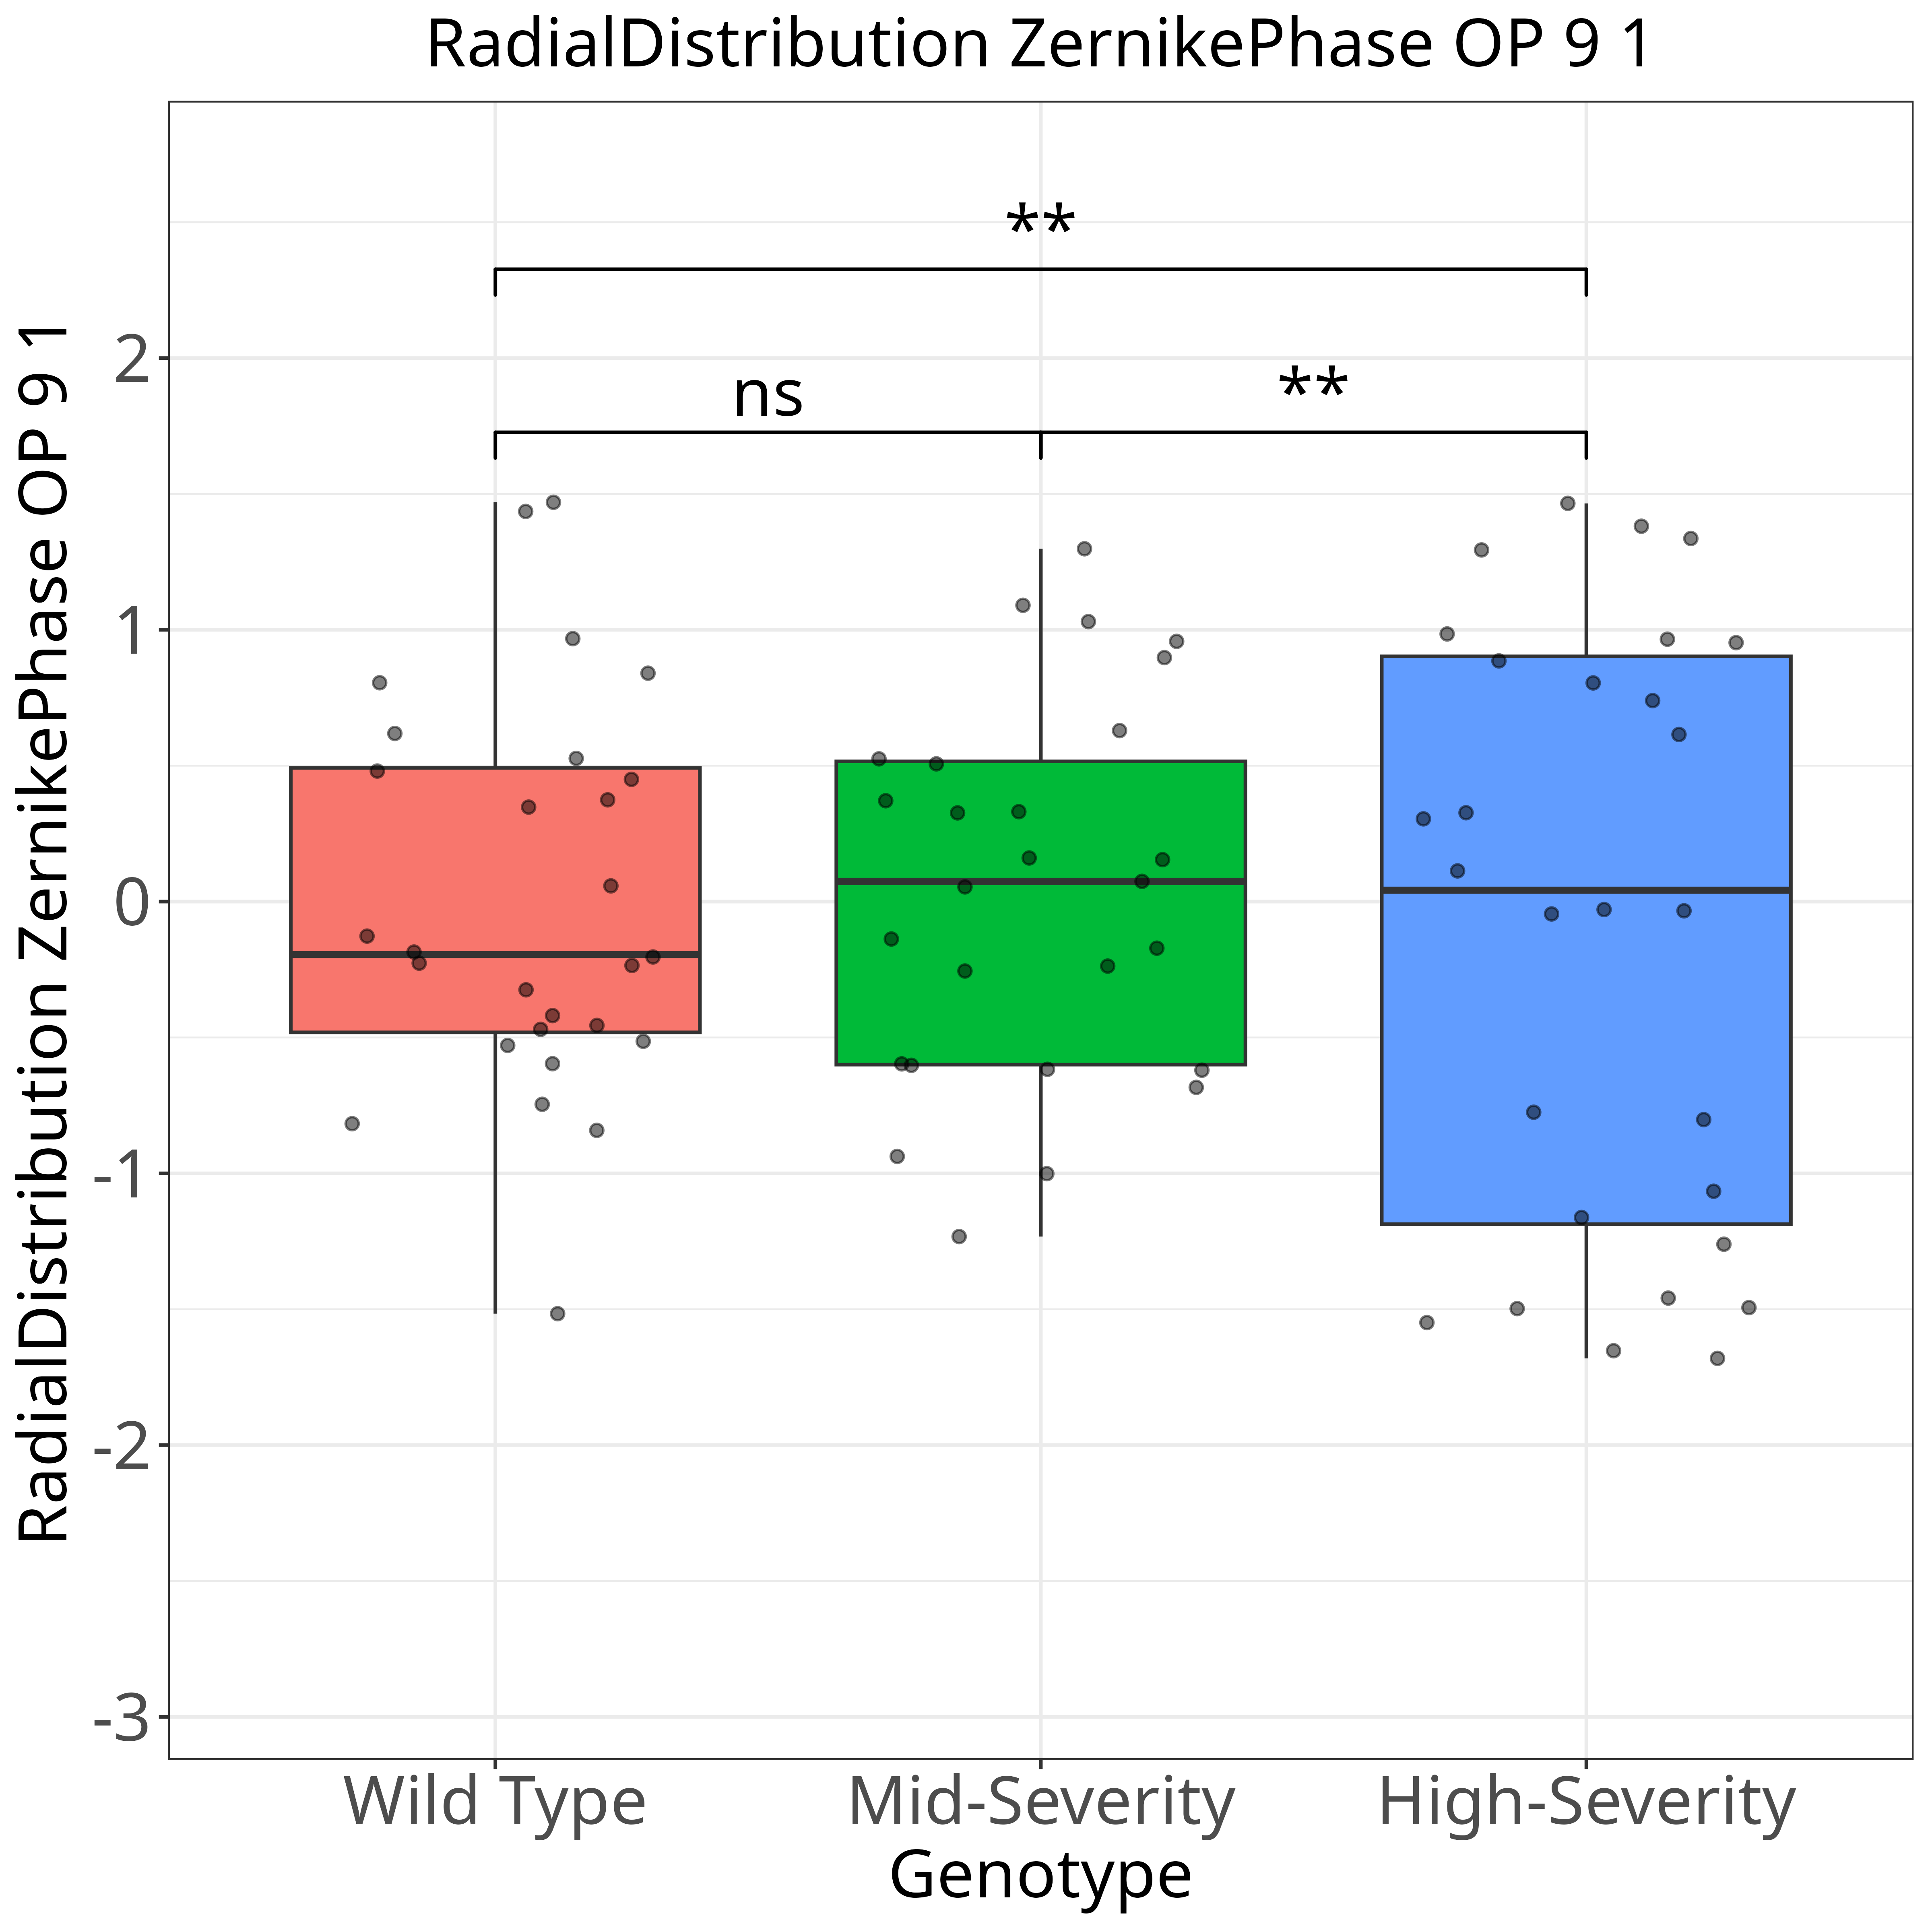 RadialDistribution ZernikePhase OP 9 1
RadialDistribution ZernikePhase OP 9 1
**
ns
**
2
1
0
-1
-2
-3
Wild Type
Mid-Severity
High-Severity
Genotype